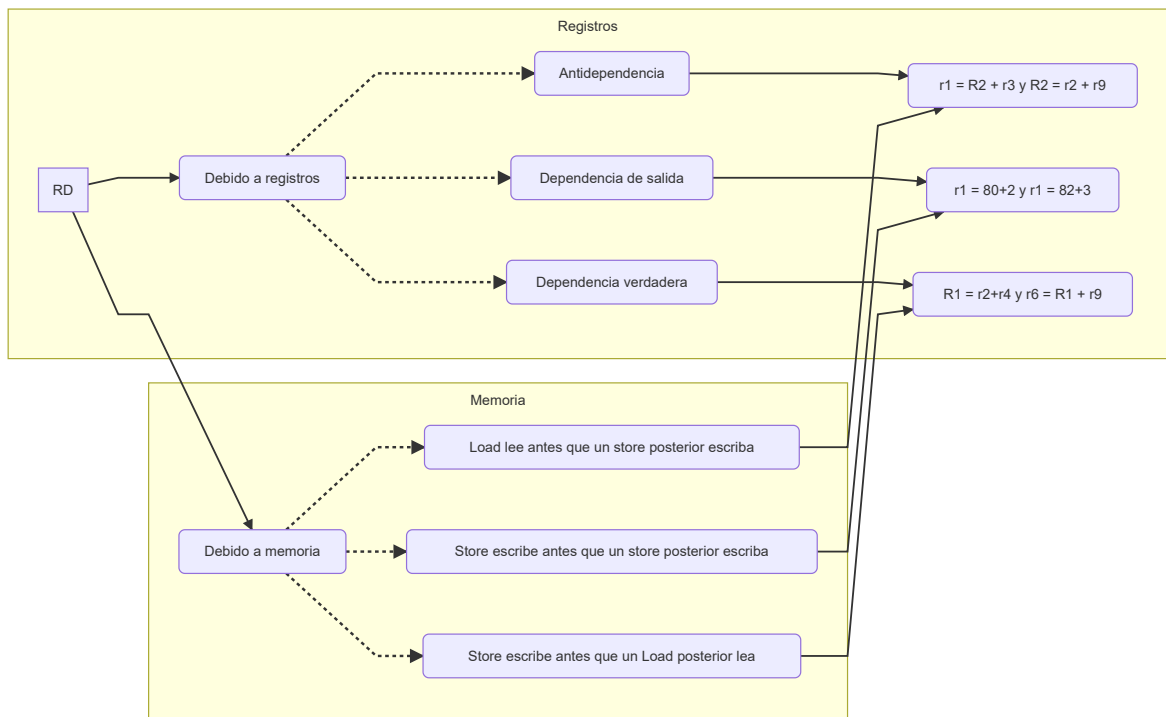 Registros
Antidependencia
r1 = R2 + r3 y R2 = r2 + r9
RD
Debido a registros
Dependencia de salida
r1 = 80+2 y r1 = 82+3
Dependencia verdadera
R1 = r2+r4 y r6 = R1 + r9
Memoria
Load lee antes que un store posterior escriba
Debido a memoria
Store escribe antes que un store posterior escriba
Store escribe antes que un Load posterior lea